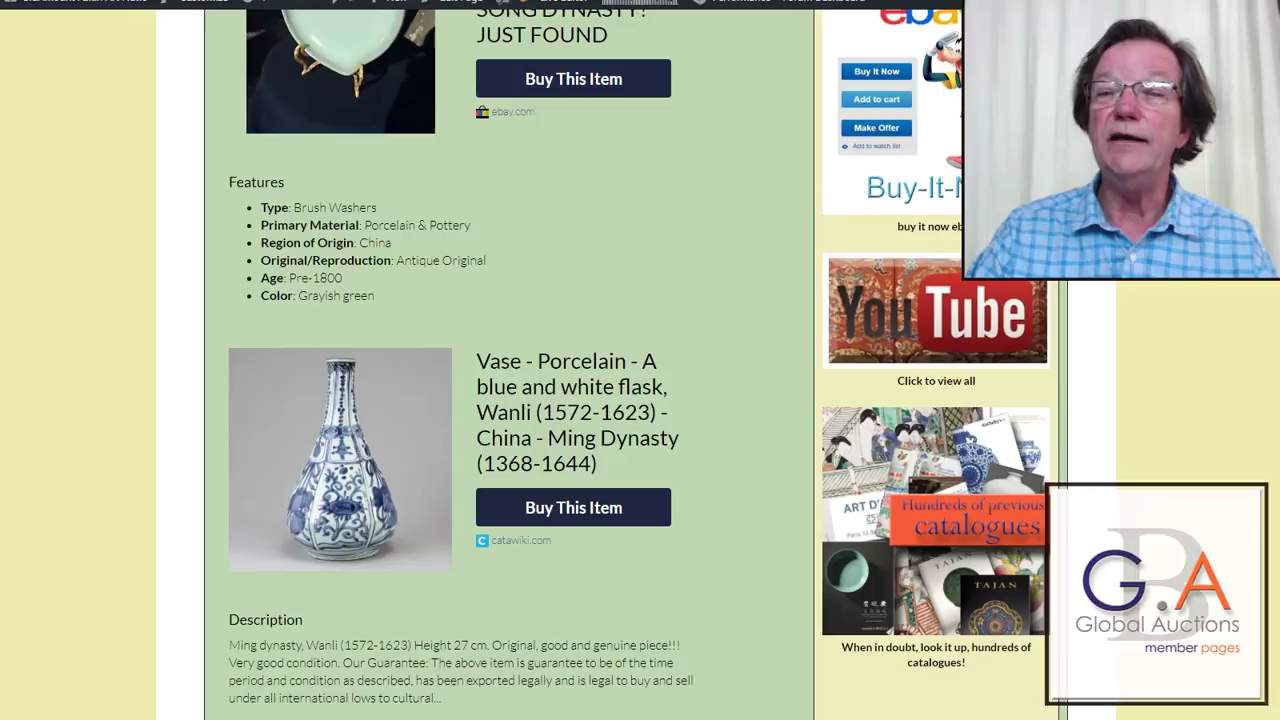 SONG DYNASTY!
JUST FOUND
Buy This Item
ebay.com
Features
Type: Brush Washers
Primary Material: Porcelain & Pottery
Region of Origin: China
Original/Reproduction: Antique Original
Age: Pre-1800
Color: Grayish green
Vase - Porcelain - A
blue and white flask,
Wanli (1572-1623) -
China - Ming Dynasty
(1368-1644)
Buy This Item
catawiki.com
Description
Ming dynasty, Wanli (1572-1623) Height 27 cm. Original, good and genuine piece!!!
Very good condition. Our Guarantee: The above item is guarantee to be of the time
period and condition as described, has been exported legally and is legal to buy and sell
under all international lows to cultural...
Buy It Now
Add to cart
Make Offer
Add to watch list
Buy-It-N
buy it now eb
YouTube
Click to view all
Sotheby's
ART D'
Hundreds of previous
catalogues
TAJAN
TAJAN
When in doubt, look it up, hundreds of
catalogues!
B
G.A
Global Auctions
member pages